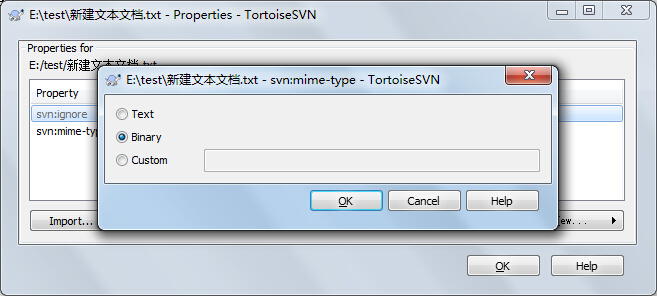 E:\test\新建文本文档.txt - Properties - TortoiseSVN
Properties for
E:/test/新建文本文档.txt
E:\test\新建文本文档.txt - svn:mime-type - TortoiseSVN
Property
svn:ignore
svn:mime-typ
Text
Binary
Custom
OK Cancel Help
Import...
OK Help